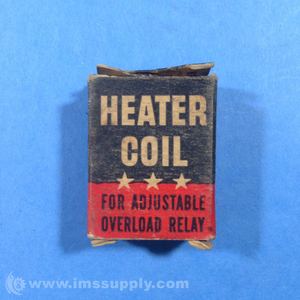 HEATER
COIL
FOR ADJUSTABLE
OVERLOAD RELAY
© www.imssupply.com